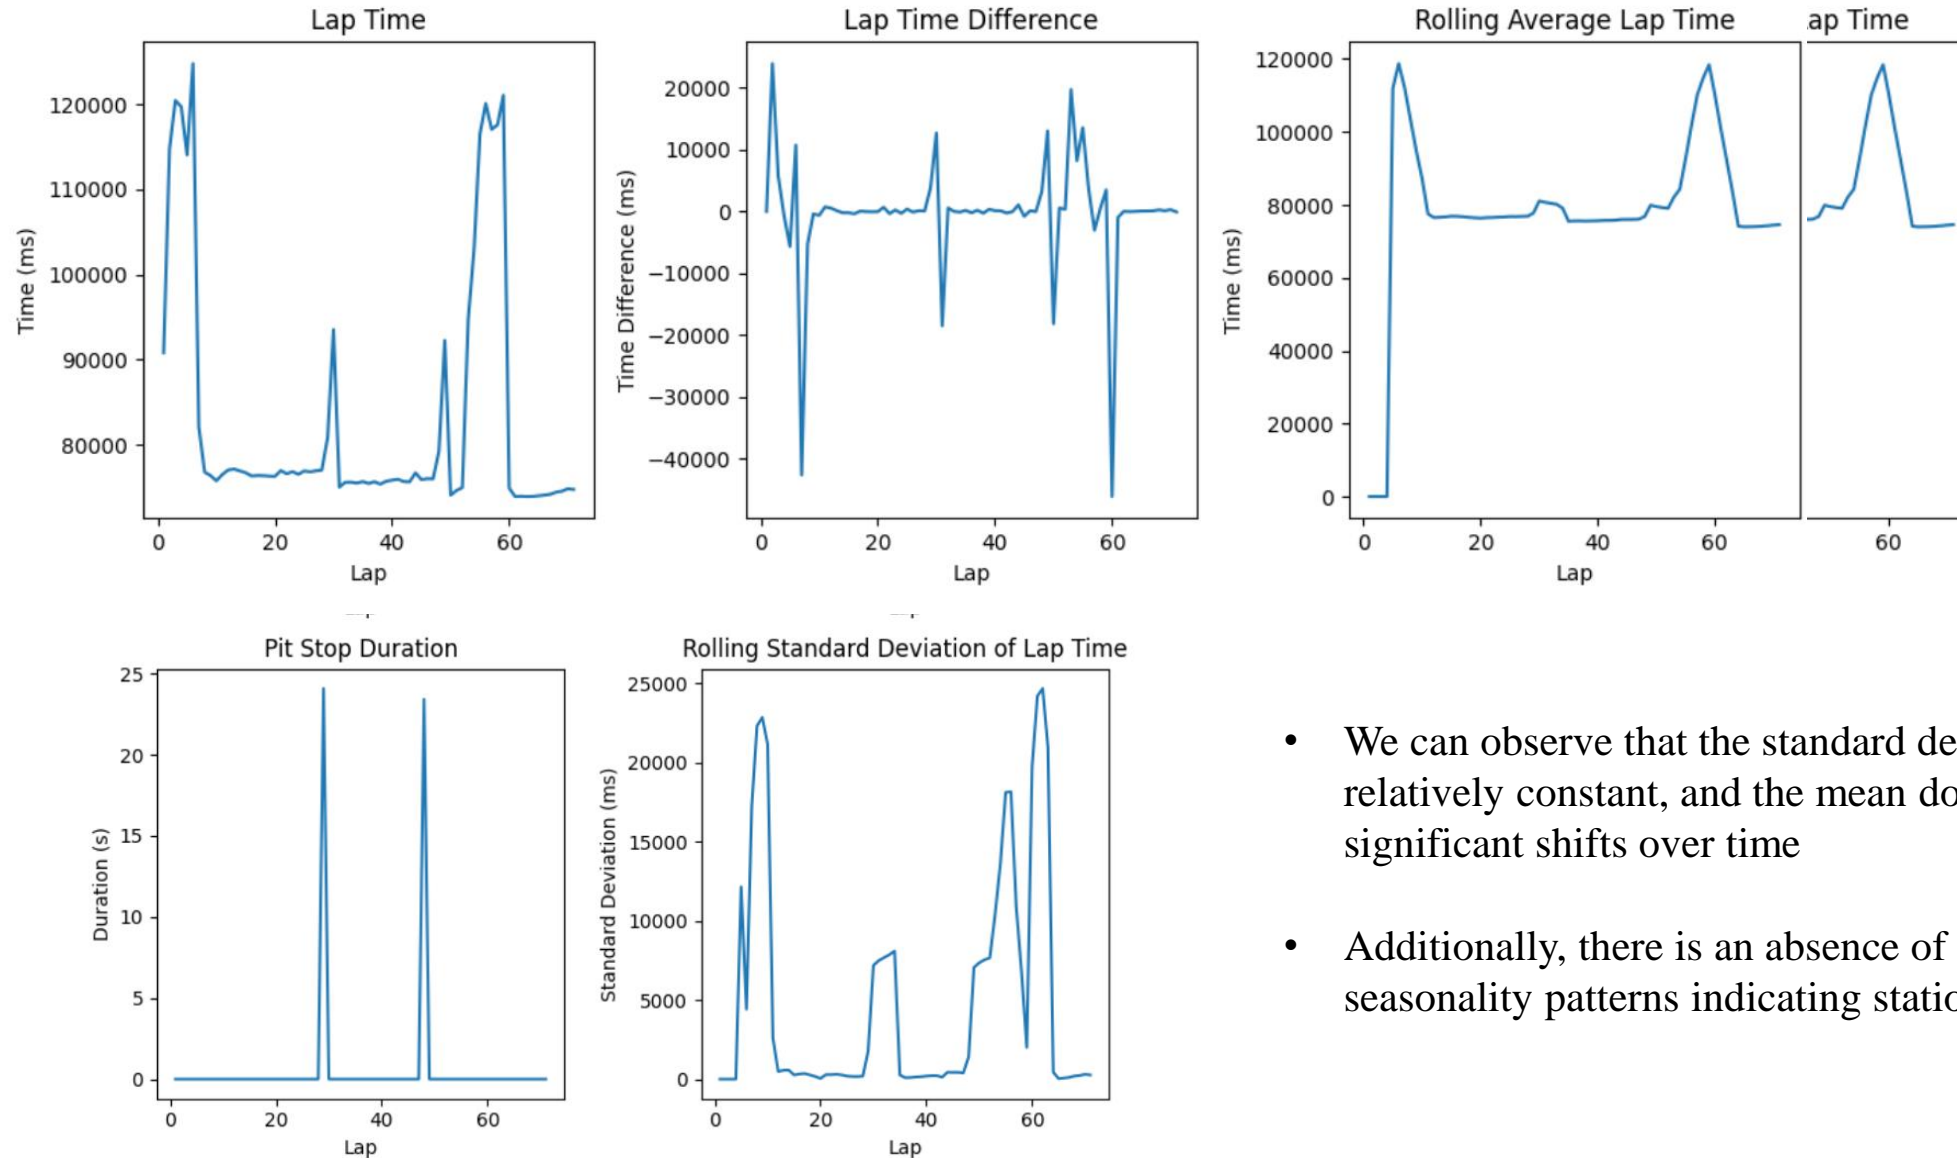 Lap Time
120000
110000
100000
90000
80000
Time (ms)
0 20 40 60
Lap
Lap Time Difference
20000
10000
0
−10000
−20000
−30000
−40000
Time Difference (ms)
0 20 40 60
Lap
Rolling Average Lap Time
120000
100000
80000
60000
40000
20000
0
Time (ms)
0 20 40 60
Lap
ap Time
60
Pit Stop Duration
25
20
15
10
5
0
Duration (s)
0 20 40 60
Lap
Rolling Standard Deviation of Lap Time
25000
20000
15000
10000
5000
0
Standard Deviation (ms)
0 20 40 60
Lap
• We can observe that the standard de
relatively constant, and the mean do
significant shifts over time
• Additionally, there is an absence of
seasonality patterns indicating statio